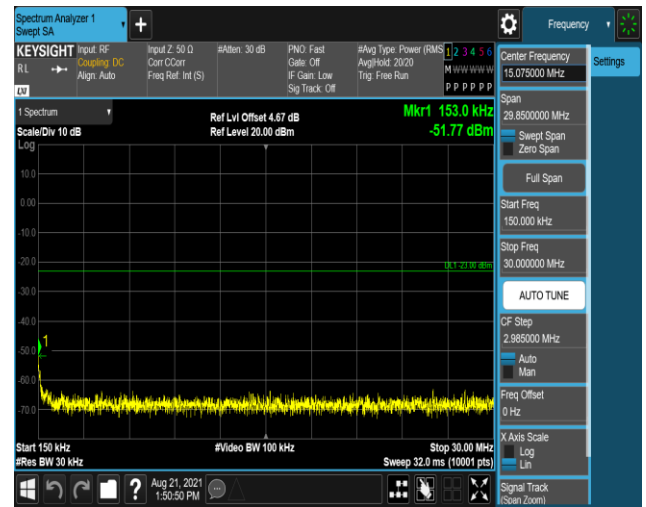 Spectrum Analyzer 1
Swept SA
+
Frequency
KEYSIGHT
RL
LXI
Input: RF
Coupling: DC
Align: Auto
Input Z: 50 Ω
Corr CCorr
Freq Ref: Int (S)
#Atten: 30 dB
PNO: Fast
Gate: Off
IF Gain: Low
Sig Track: Off
#Avg Type: Power (RMS
Avg|Hold: 20/20
Trig: Free Run
1 2 3 4 5 6
M W W W W W
P P P P P P
Center Frequency
15.075000 MHz
Settings
Span
29.8500000 MHz
Swept Span
Zero Span
Full Span
Start Freq
150.000 kHz
Stop Freq
30.000000 MHz
AUTO TUNE
CF Step
2.985000 MHz
Auto
Man
Freq Offset
0 Hz
X Axis Scale
Log
Lin
Signal Track
(Span Zoom)
1 Spectrum
Scale/Div 10 dB
Log
Ref Lvl Offset 4.67 dB
Ref Level 20.00 dBm
Mkr1 153.0 kHz
-51.77 dBm
10.0
0.00
-10.0
-20.0
DL1 -23.00 dBm
-30.0
-40.0
1
-50.0
-60.0
-70.0
Start 150 kHz
#Video BW 100 kHz
Stop 30.00 MHz
#Res BW 30 kHz
Sweep 32.0 ms (10001 pts)
?
Aug 21, 2021
1:50:50 PM